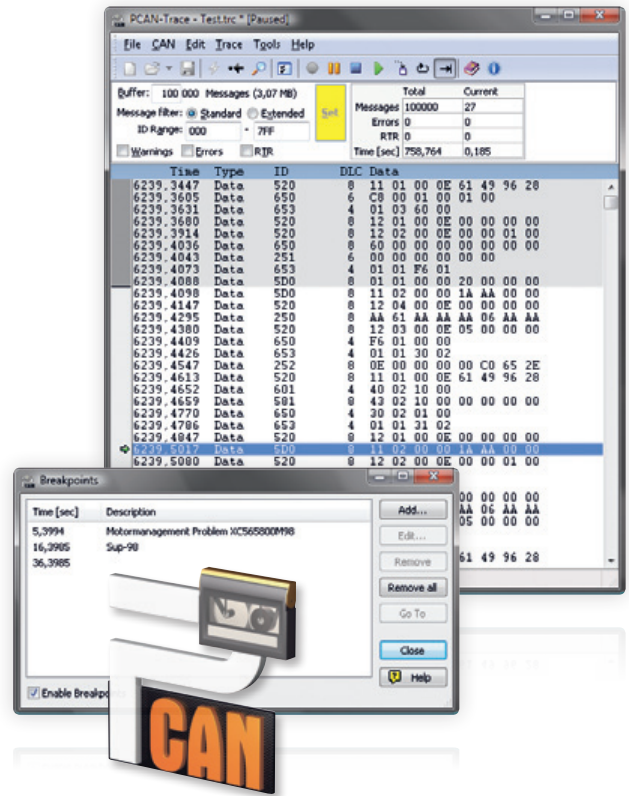 PCAN-Trace - Test.trc * [Paused]
File CAN Edit Trace Tools Help
Buffer: 100 000 Messages (3,07 MB)
Message filter: Standard Extended
ID Range: 000 - 7FF
Warnings Errors RTR
Set
Total Current
Messages 100000 27
Errors 0 0
RTR 0 0
Time [sec] 758,764 0,185
Time Type ID DLC Data
6239.3447 Data 520 8 11 01 00 0E 61 49 96 28
6239.3605 Data 650 6 C8 00 01 00 01 00
6239.3631 Data 653 4 01 03 60 00
6239.3680 Data 520 8 12 01 00 0E 00 00 00 00
6239.3914 Data 520 8 12 02 00 0E 00 00 01 00
6239.4036 Data 650 8 60 00 00 00 00 00 00 00
6239.4043 Data 251 6 00 00 00 00 00 00
6239.4073 Data 653 4 01 01 F6 01
6239.4088 Data 5D0 8 01 01 00 00 20 00 00 00
6239.4098 Data 5D0 8 11 02 00 00 1A AA 00 00
6239.4147 Data 520 8 12 04 00 0E 00 00 00 00
6239.4295 Data 250 8 AA 61 AA AA AA 06 AA AA
6239.4380 Data 520 8 12 03 00 0E 05 00 00 00
6239.4409 Data 650 4 F6 01 00 00
6239.4426 Data 653 4 01 01 30 02
6239.4547 Data 252 8 0E 00 00 00 00 C0 65 2E
6239.4613 Data 520 8 11 01 00 0E 61 49 96 28
6239.4652 Data 601 4 40 02 10 00
6239.4659 Data 581 8 43 02 10 00 00 00 00 00
6239.4770 Data 650 4 30 02 01 00
6239.4786 Data 653 4 01 01 31 02
6239.4847 Data 520 8 12 01 00 0E 00 00 00 00
6239.5017 Data 5D0 8 11 02 00 00 1A AA 00 00
6239.5080 Data 520 8 12 02 00 0E 00 00 01 00
00 00 00 00
AA 06 AA AA
05 00 00 00
61 49 96 28
Breakpoints
Time [sec] Description
5,3994 Motormanagement Problem XC565800M98
16,3985 Sup-98
36,3985
Add...
Edit...
Remove
Remove all
Go To
Close
Help
Enable Breakpo
CAN